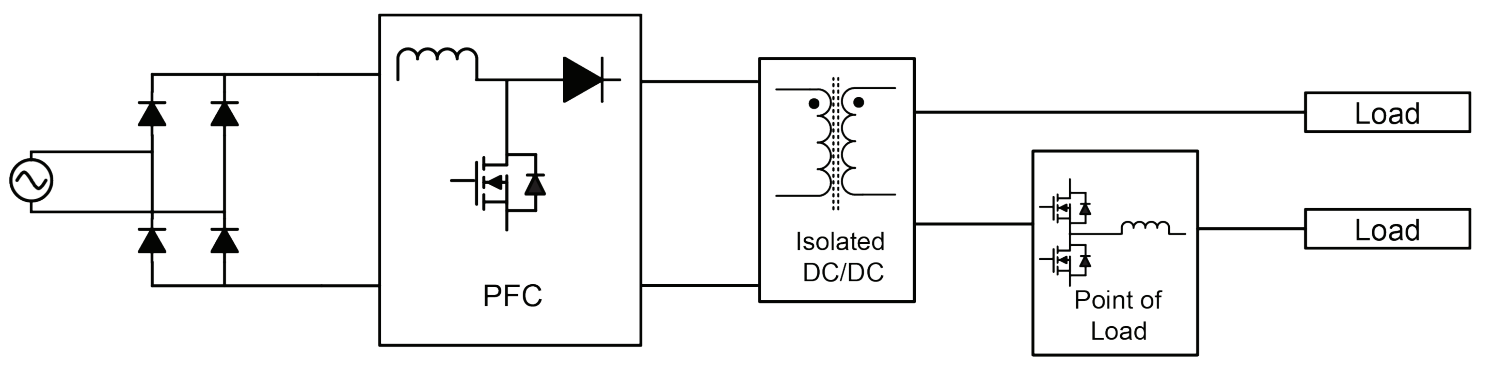 PFC
Isolated
DC/DC
Point of
Load
Load
Load